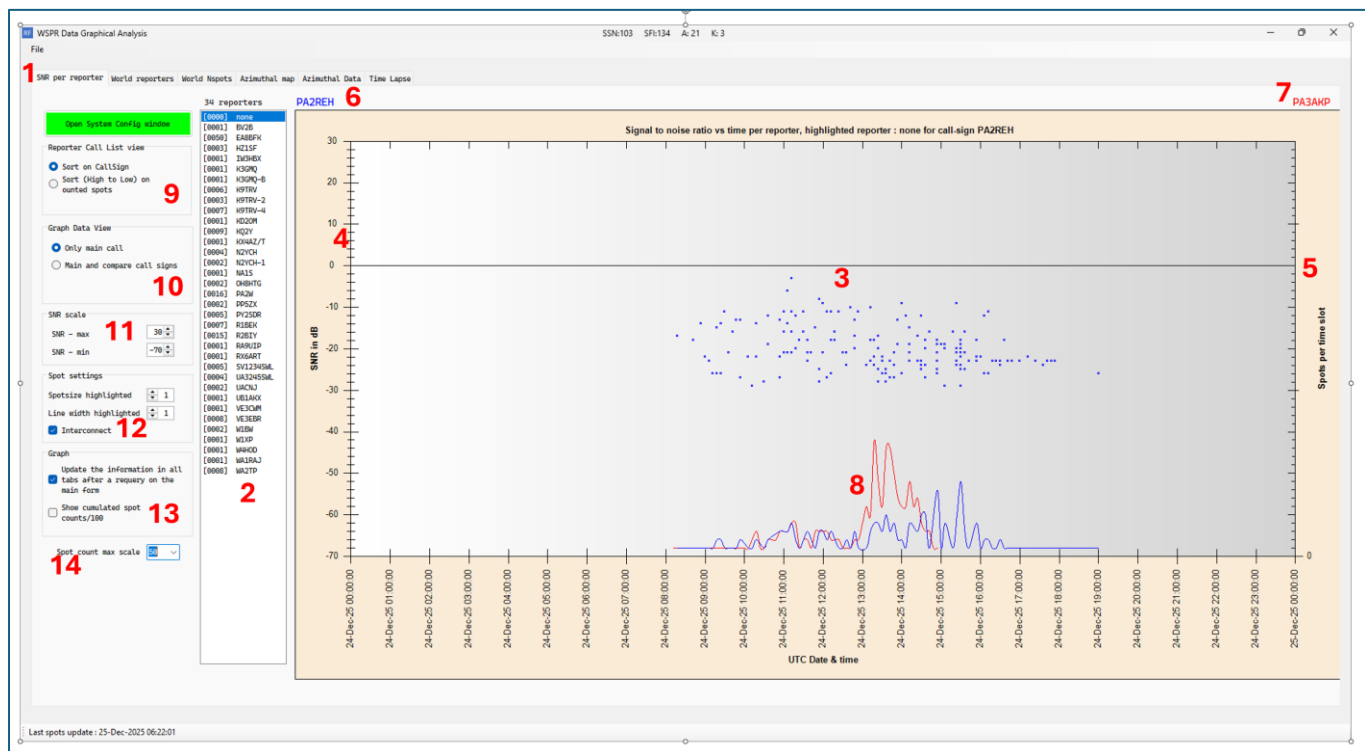 WSPR Data Graphical Analysis
SSN:103 SFI:134 A: 21 K: 3
File
1
SNR per reporter World reporters World Nspots Azimuthal map Azimuthal Data Time Lapse
34 reporters
PA2REH
6
7
PA3AKP
Open System Config window
Reporter Call List view
Sort on CallSign
Sort (High to Low) on
ounted spots
9
Graph Data View
Only main call
Main and compare call signs
10
SNR scale
11
SNR - max 30
SNR - min -70
Spot settings
Spotsize highlighted 1
Line width highlighted 1
Interconnect
12
Graph
Update the information in all
tabs after a requery on the
main form
Show cumulated spot
counts/100
13
Spot count max scale 50
14
[0000] none
[0001] BV2B
[0050] EA8BFK
[0003] HZ1SF
[0001] IW3HBX
[0001] K3GMQ
[0001] K3GMQ-B
[0006] K9TRV
[0003] K9TRV-2
[0007] K9TRV-4
[0001] KD2OM
[0009] KQ2Y
[0001] KX4AZ/T
[0004] N2YCH
[0002] N2YCH-1
[0001] NA1S
[0002] OH8HTG
[0016] PA2W
[0002] PP5ZX
[0005] PY2SDR
[0007] R1BEK
[0015] R2BIY
[0001] RA9UIP
[0001] RX6ART
[0005] SV1234SWL
[0004] UA3245SWL
[0002] UACNJ
[0001] UB1AKX
[0001] VE3CWM
[0008] VE3EBR
[0002] W1BW
[0001] W1XP
[0001] W4HOD
[0001] WA1RAJ
[0008] WA2TP
2
Signal to noise ratio vs time per reporter, highlighted reporter : none for call-sign PA2REH
30
20
10
0
-10
-20
-30
-40
-50
-60
-70
4
SNR in dB
3
8
5
Spots per time slot
0
24-Dec-25 00:00:00
24-Dec-25 01:00:00
24-Dec-25 02:00:00
24-Dec-25 03:00:00
24-Dec-25 04:00:00
24-Dec-25 05:00:00
24-Dec-25 06:00:00
24-Dec-25 07:00:00
24-Dec-25 08:00:00
24-Dec-25 09:00:00
24-Dec-25 10:00:00
24-Dec-25 11:00:00
24-Dec-25 12:00:00
24-Dec-25 13:00:00
24-Dec-25 14:00:00
24-Dec-25 15:00:00
24-Dec-25 16:00:00
24-Dec-25 17:00:00
24-Dec-25 18:00:00
24-Dec-25 19:00:00
24-Dec-25 20:00:00
24-Dec-25 21:00:00
24-Dec-25 22:00:00
24-Dec-25 23:00:00
25-Dec-25 00:00:00
UTC Date & time
Last spots update : 25-Dec-2025 06:22:01